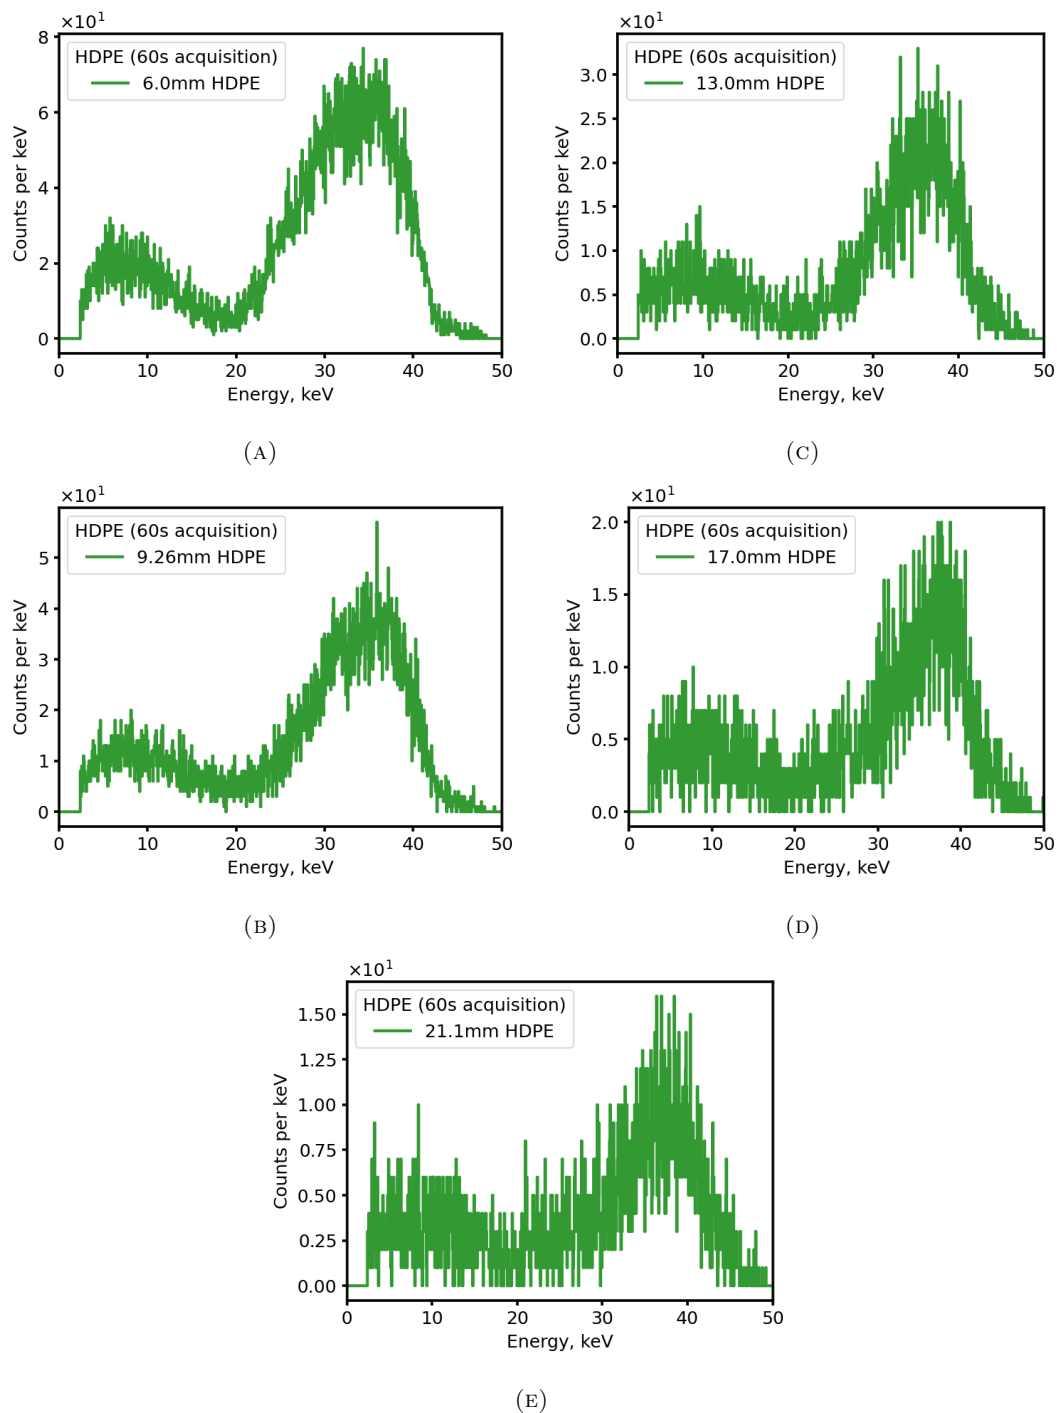 ×10¹
HDPE (60s acquisition)
6.0mm HDPE
Counts per keV
8
6
4
2
0
0 10 20 30 40 50
Energy, keV
(A)
×10¹
HDPE (60s acquisition)
13.0mm HDPE
Counts per keV
3.0
2.5
2.0
1.5
1.0
0.5
0.0
0 10 20 30 40 50
Energy, keV
(C)
×10¹
HDPE (60s acquisition)
9.26mm HDPE
Counts per keV
5
4
3
2
1
0
0 10 20 30 40 50
Energy, keV
(B)
×10¹
HDPE (60s acquisition)
17.0mm HDPE
Counts per keV
2.0
1.5
1.0
0.5
0.0
0 10 20 30 40 50
Energy, keV
(D)
×10¹
HDPE (60s acquisition)
21.1mm HDPE
Counts per keV
1.50
1.25
1.00
0.75
0.50
0.25
0.00
0 10 20 30 40 50
Energy, keV
(E)